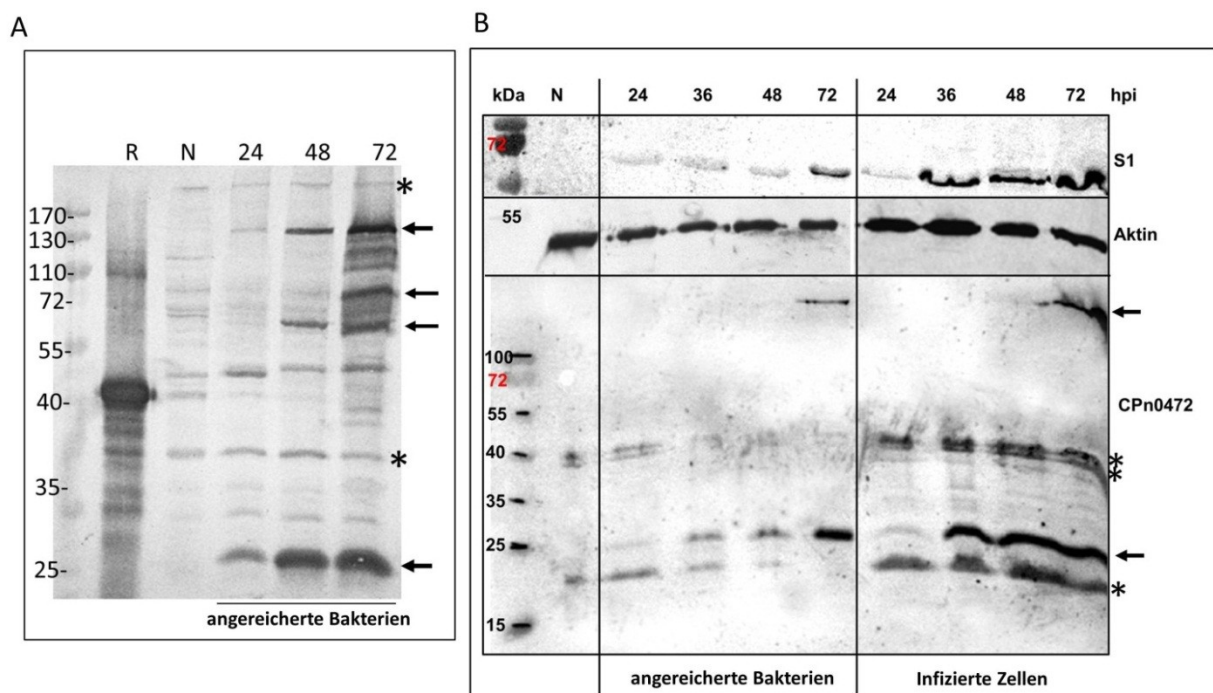 A
R N 24 48 72
*
170-
130-
110-
72-
55-
40-
*
35-
25-
angereicherte Bakterien
B
kDa N 24 36 48 72 24 36 48 72 hpi
72
S1
55
Aktin
100
72
CPn0472
55
40
*
*
35
25
*
15
angereicherte Bakterien Infizierte Zellen